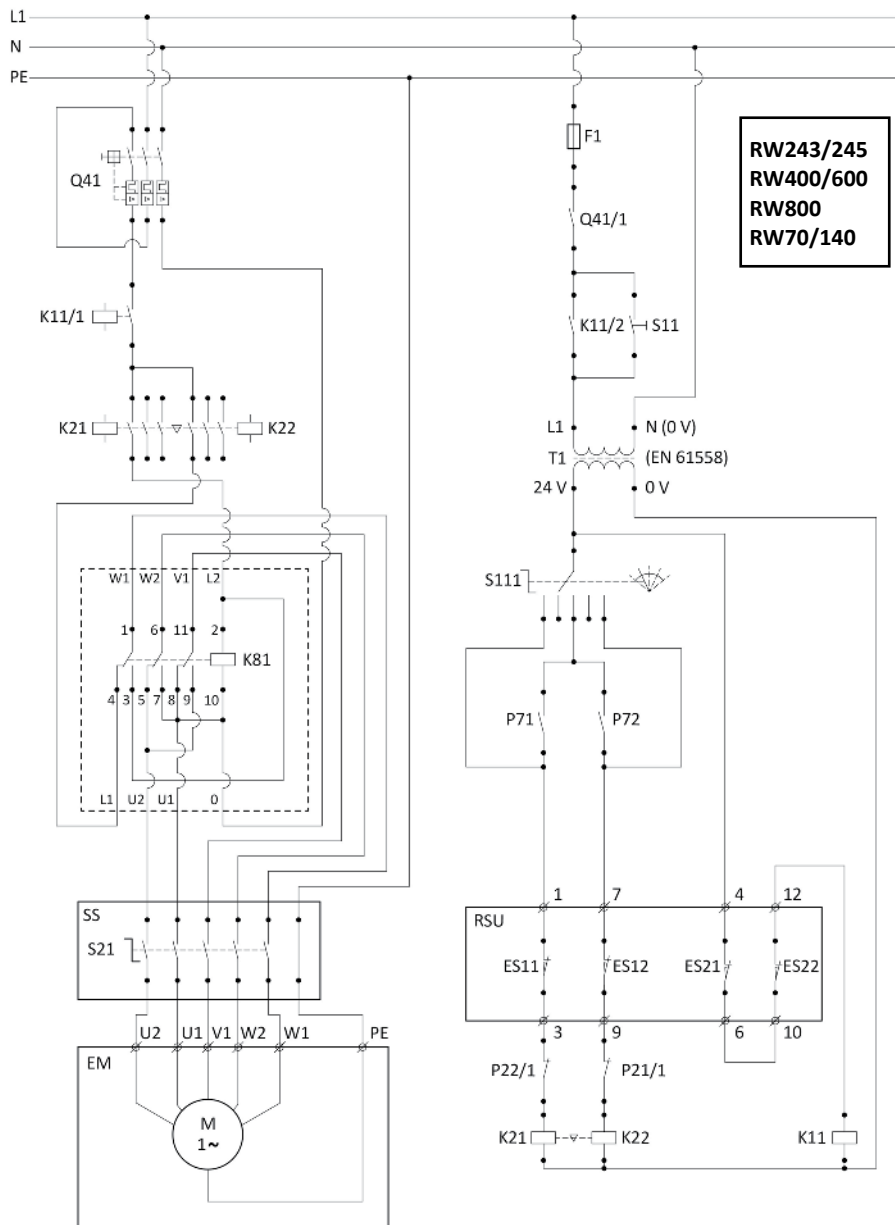 L1
N
PE
F1
RW243/245
RW400/600
RW800
RW70/140
Q41
Q41/1
K11/1
K11/2
S11
K21
K22
L1
N (0 V)
T1
(EN 61558)
24 V
0 V
W1 W2 V1 L2
S111
1 6 11 2
K81
4 3 5 7 8 9 10
P71
P72
L1 U2 U1 0
1 7 4 12
SS
RSU
S21
ES11
ES12
ES21
ES22
3 9 6 10
U2 U1 V1 W2 W1 PE
EM
P22/1
P21/1
M
1~
K21
K22
K11